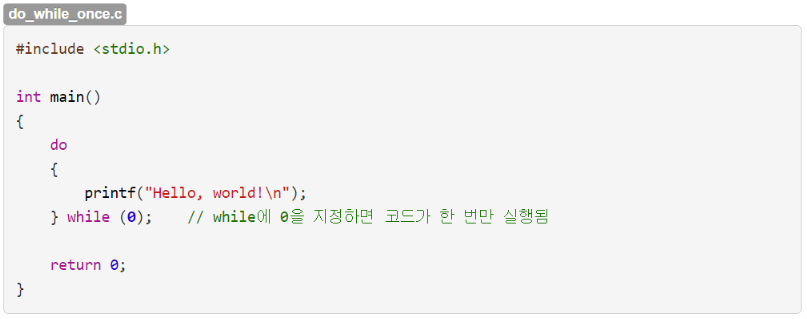 do_while_once.c
#include <stdio.h>
int main()
{
    do
    {
        printf("Hello, world!\n");
    } while (0);    // while에 0을 지정하면 코드가 한 번만 실행됨
    return 0;
}